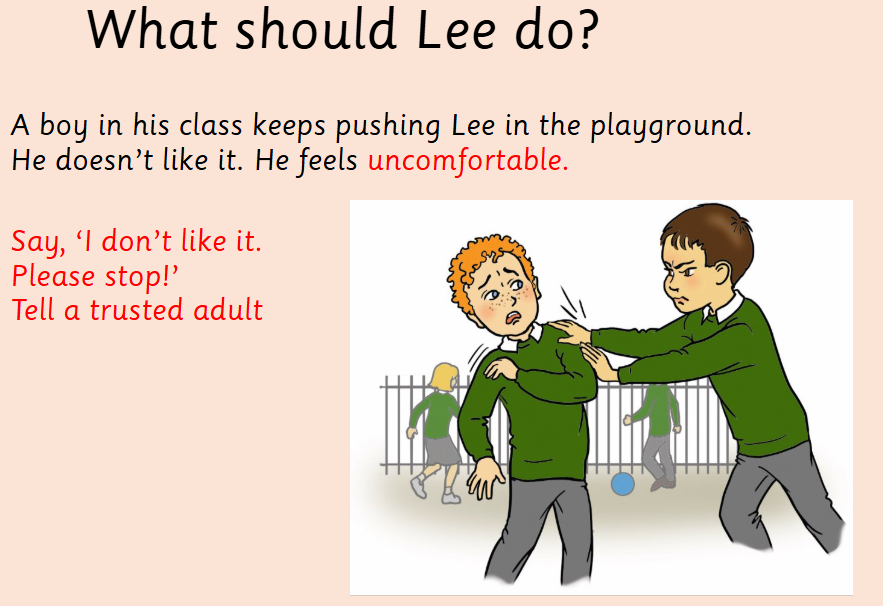 What should Lee do?
A boy in his class keeps pushing Lee in the playground.
He doesn’t like it. He feels uncomfortable.
Say, ‘I don’t like it.
Please stop!’
Tell a trusted adult